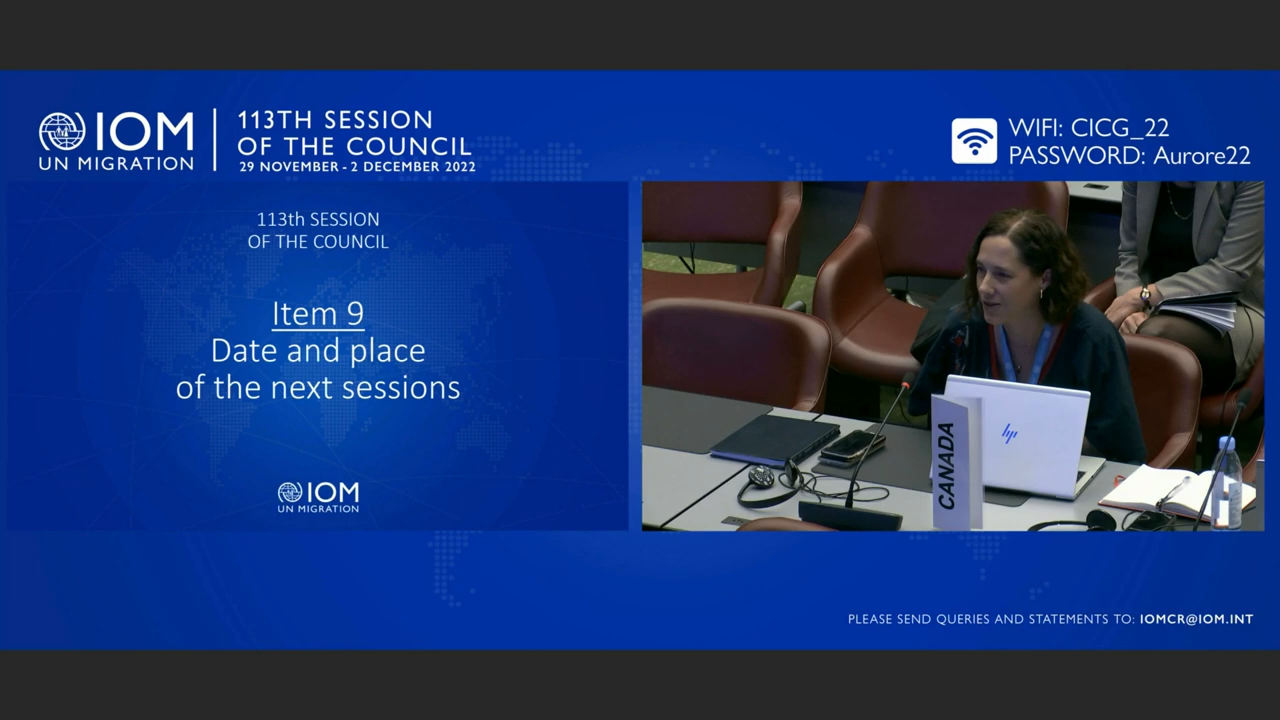 IOM
UN MIGRATION
113TH SESSION
OF THE COUNCIL
29 NOVEMBER - 2 DECEMBER 2022
WIFI: CICG_22
PASSWORD: Aurore22
113th SESSION
OF THE COUNCIL
Item 9
Date and place
of the next sessions
IOM
UN MIGRATION
CANADA
hp
PLEASE SEND QUERIES AND STATEMENTS TO: IOMCR@IOM.INT